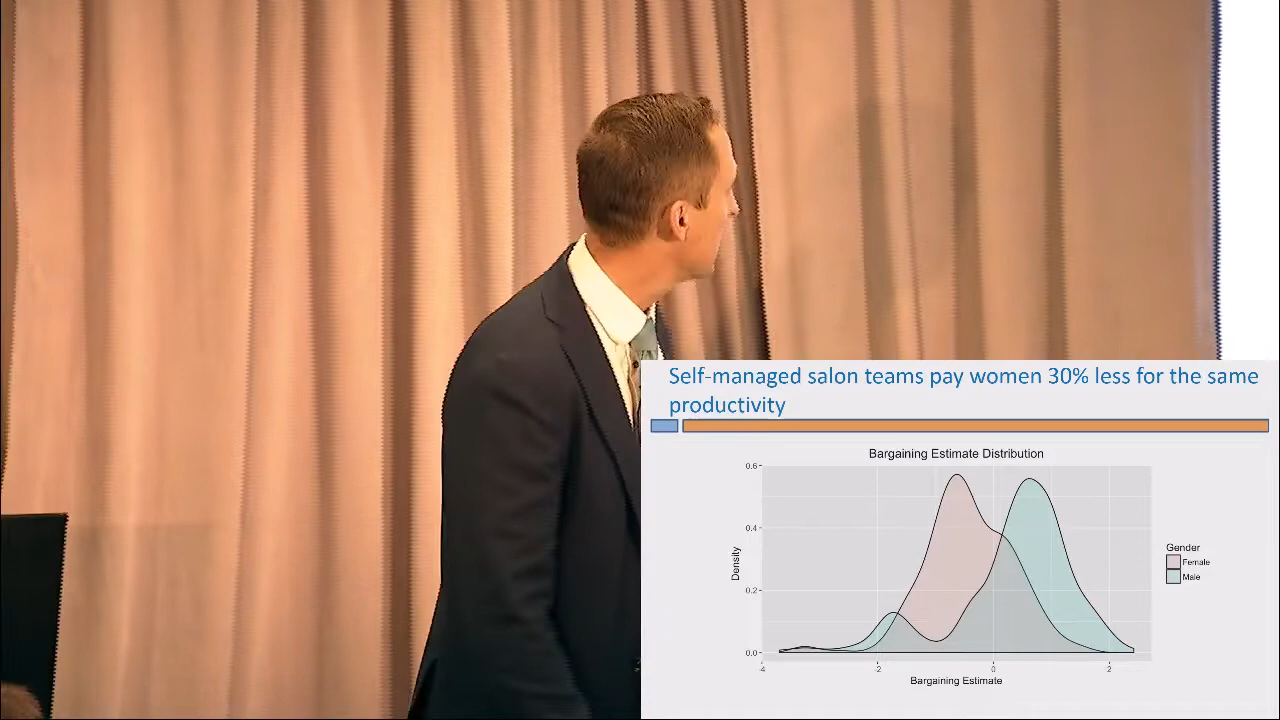 Self-managed salon teams pay women 30% less for the same
productivity
Bargaining Estimate Distribution
0.6
0.4
0.2
0.0
Density
-4
-2
0
2
Bargaining Estimate
Gender
Female
Male